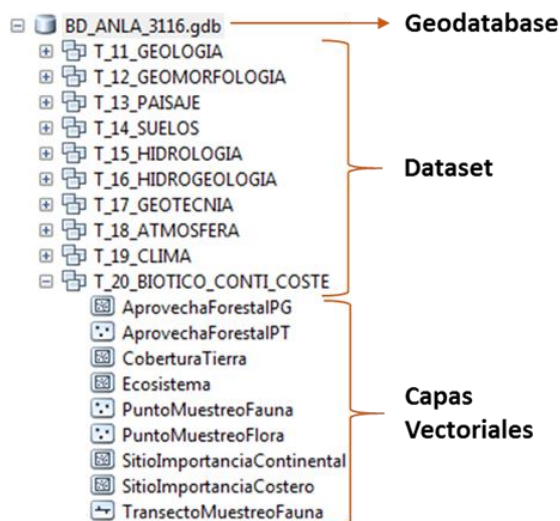 BD_ANLA_3116.gdb
Geodatabase
T_11_GEOLOGIA
T_12_GEOMORFOLOGIA
T_13_PAISAJE
T_14_SUELOS
T_15_HIDROLOGIA
T_16_HIDROGEOLOGIA
T_17_GEOTECNIA
T_18_ATMOSFERA
T_19_CLIMA
T_20_BIOTICO_CONTI_COSTE
Dataset
AprovechaForestalPG
AprovechaForestalPT
CoberturaTierra
Ecosistema
PuntoMuestreoFauna
PuntoMuestreoFlora
SitioImportanciaContinental
SitioImportanciaCostero
TransectoMuestreoFauna
Capas
Vectoriales